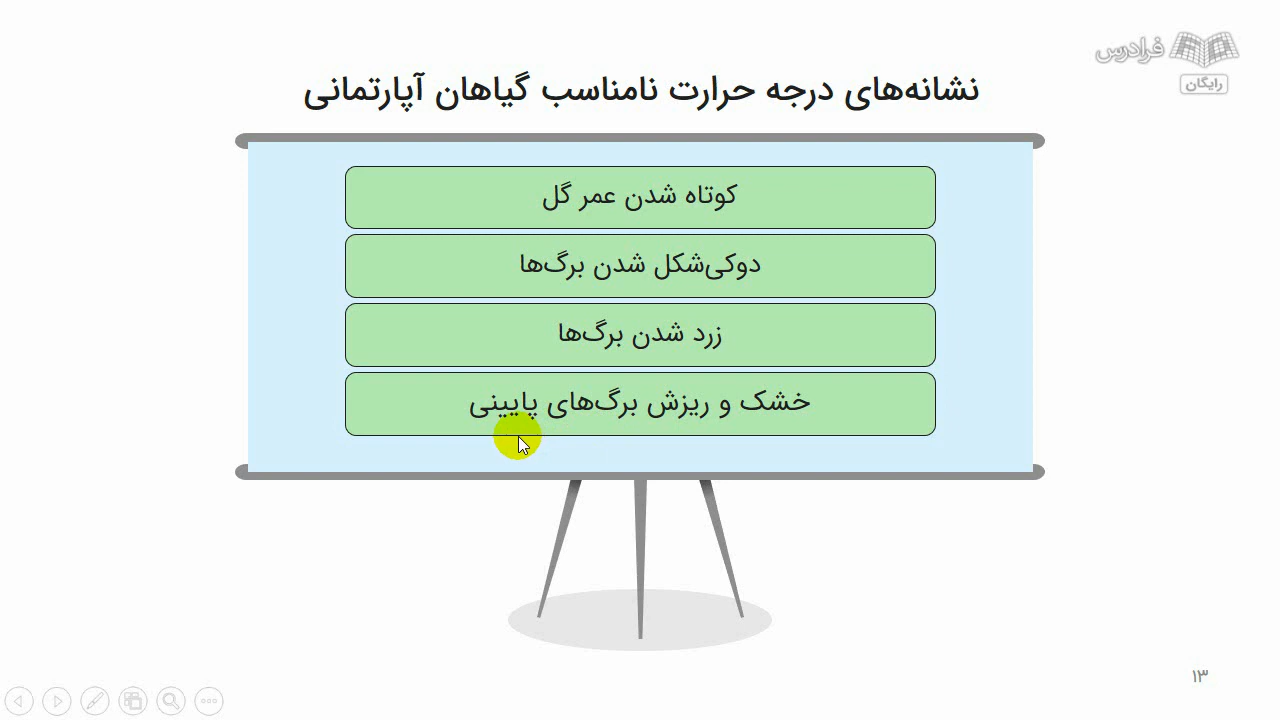 فرادرس
رایگان
نشانه‌های درجه حرارت نامناسب گیاهان آپارتمانی
کوتاه شدن عمر گل
دوکی‌شکل شدن برگ‌ها
زرد شدن برگ‌ها
خشک و ریزش برگ‌های پایینی
۱۳